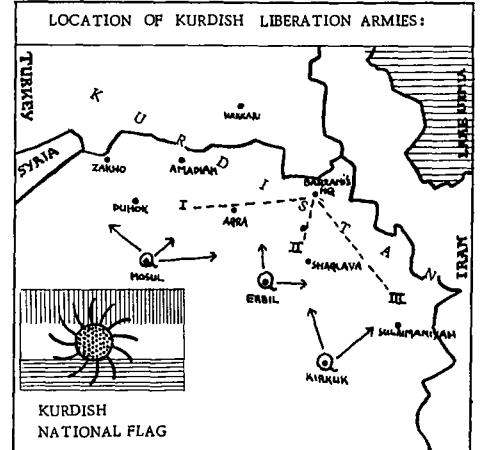 LOCATION OF KURDISH LIBERATION ARMIES:
TURKEY
KURDISTAN
HAKKARI
LAKE URMIA
SYRIA
ZAKHO
AMADIAH
BARZANI'S
HQ
DUHOK
I
AQRA
II
MOSUL
SHAQLAVA
IRAN
ERBIL
III
SULAIMANIYAH
KIRKUK
KURDISH
NATIONAL FLAG